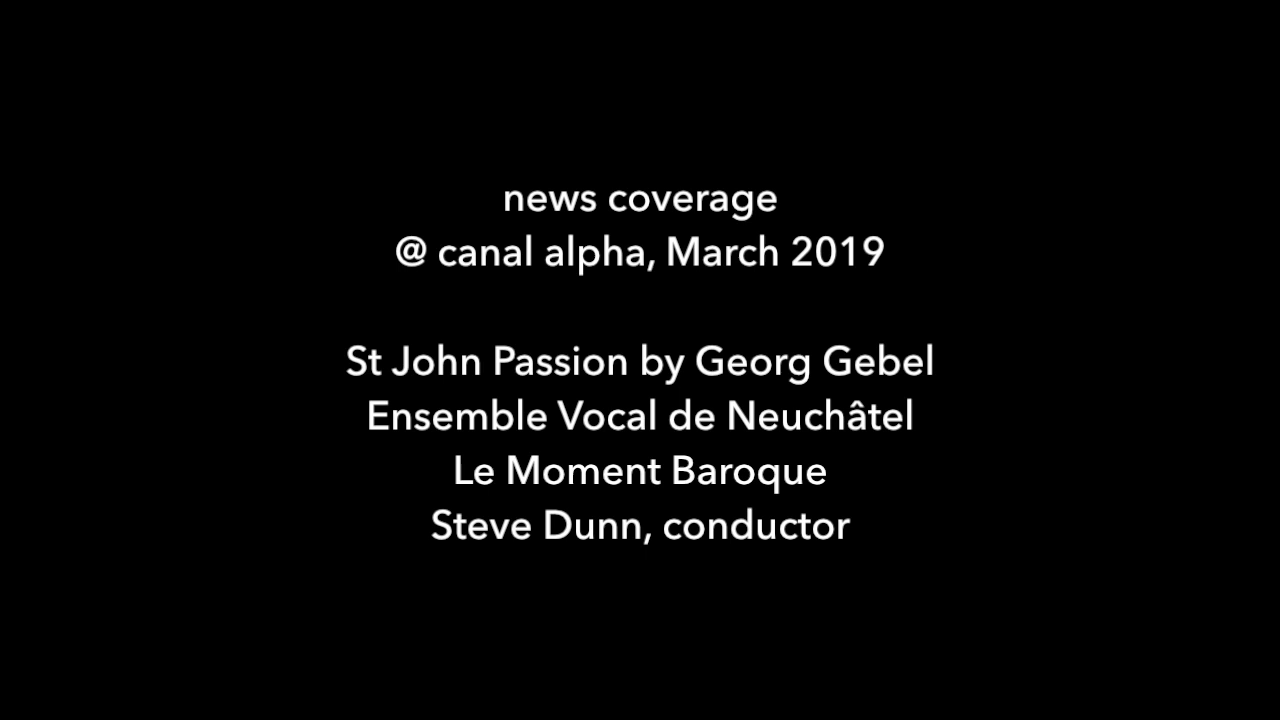 news coverage
@ canal alpha, March 2019
St John Passion by Georg Gebel
Ensemble Vocal de Neuchâtel
Le Moment Baroque
Steve Dunn, conductor